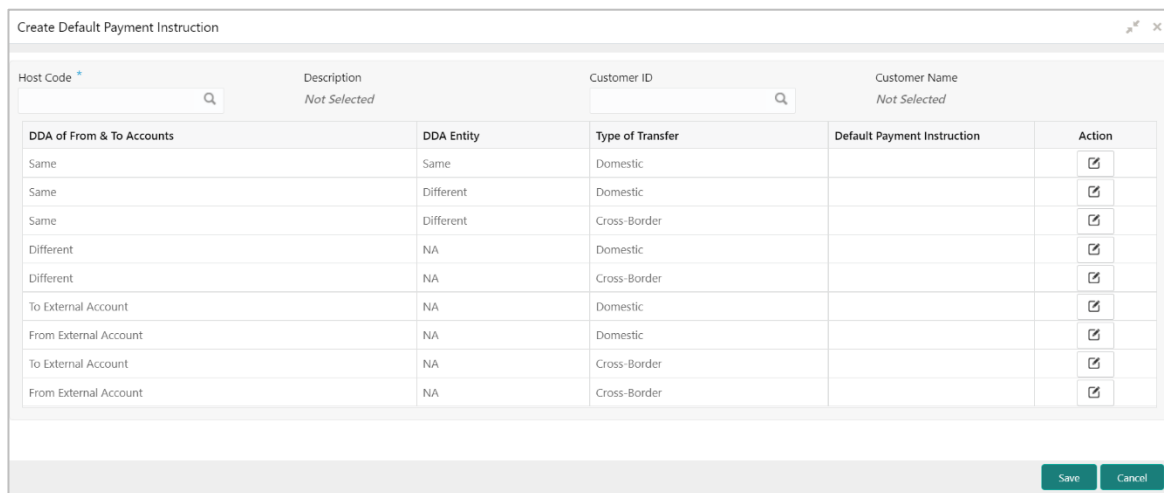 Create Default Payment Instruction
Host Code * Description Customer ID Customer Name
Not Selected Not Selected
DDA of From & To Accounts DDA Entity Type of Transfer Default Payment Instruction Action
Same Same Domestic
Same Different Domestic
Same Different Cross-Border
Different NA Domestic
Different NA Cross-Border
To External Account NA Domestic
From External Account NA Domestic
To External Account NA Cross-Border
From External Account NA Cross-Border
Save Cancel